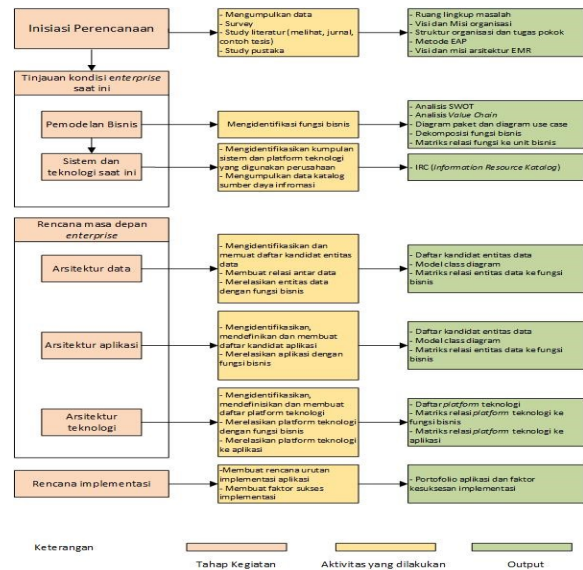 Inisiasi Perencanaan
- Mengumpulkan data
- Survey
- Study literatur (melihat, jurnal,
contoh tesis)
- Study pustaka
- Ruang lingkup masalah
- Visi dan Misi organisasi
- Struktur organisasi dan tugas pokok
- Metode EAP
- Visi dan misi arsitektur EMR
Tinjauan kondisi enterprise
saat ini
Pemodelan Bisnis
Mengidentifikasi fungsi bisnis
- Analisis SWOT
- Analisis Value Chain
- Diagram paket dan diagram use case
- Dekomposisi fungsi bisnis
- Matriks relasi fungsi ke unit bisnis
Sistem dan
teknologi saat ini
- Mengidentifikasikan kumpulan
sistem dan platform teknologi
yang digunakan perusahaan
- Mengumpulkan data katalog
sumber daya infromasi
- IRC (Information Resource Katalog)
Rencana masa depan
enterprise
Arsitektur data
- Mengidentifikasikan dan
memuat daftar kandidat entitas
data
- Membuat relasi antar data
- Merelasikan entitas data
dengan fungsi bisnis
- Daftar kandidat entitas data
- Model class diagram
- Matriks relasi entitas data ke fungsi
bisnis
Arsitektur aplikasi
- Mengidentifikasikan,
mendefinikan dan membuat
daftar kandidat aplikasi
- Merelasikan aplikasi dengan
fungsi bisnis
- Daftar kandidat entitas data
- Model class diagram
- Matriks relasi entitas data ke fungsi
bisnis
Arsitektur
teknologi
- Mengidentifikasikan,
mendefinisikan dan membuat
daftar platform teknologi
- Merelasikan platform teknologi
dengan fungsi bisnis
- Merelasikan platform teknologi
ke aplikasi
- Daftar platform teknologi
- Matriks relasi platform teknologi ke
fungsi bisnis
- Matriks relasi platform teknologi ke
aplikasi
Rencana implementasi
-Membuat rencana urutan
implementasi aplikasi
- Membuat faktor sukses
implementasi
- Portofolio aplikasi dan faktor
kesuksesan implementasi
Keterangan
Tahap Kegiatan
Aktivitas yang dilakukan
Output